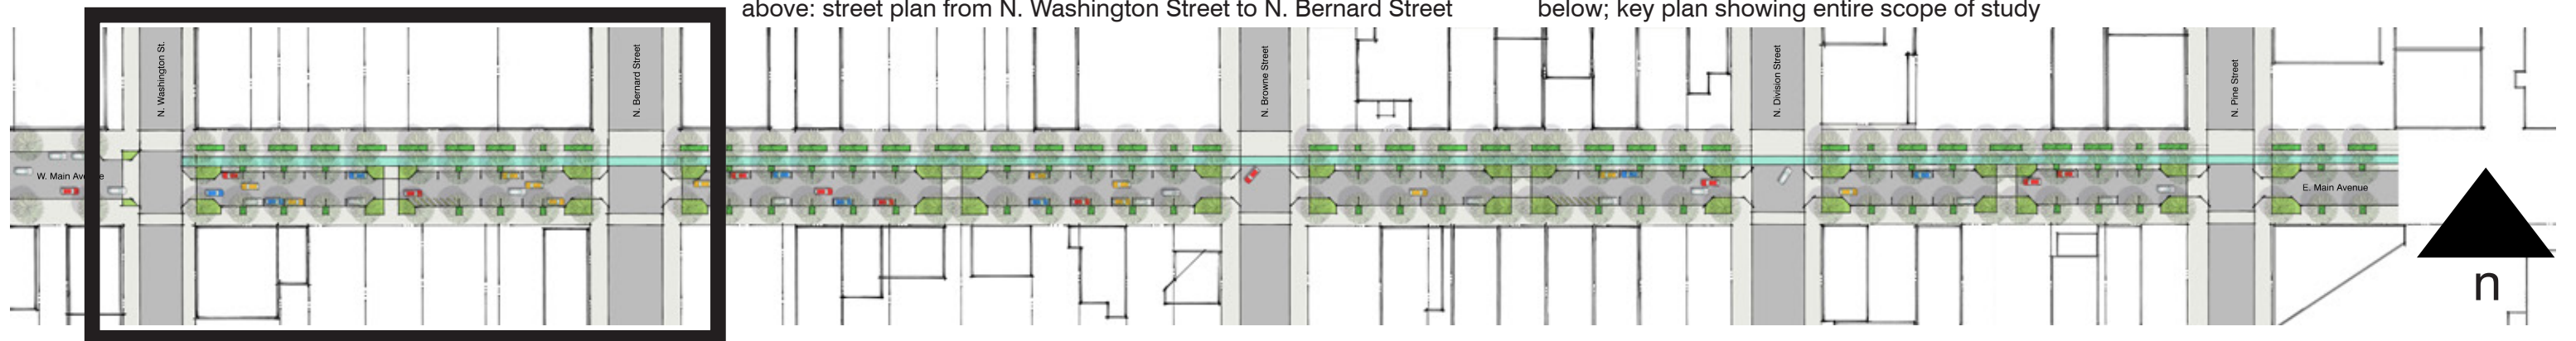 above: street plan from N. Washington Street to N. Bernard Street
below; key plan showing entire scope of study
N. Washington St.
N. Bernard Street
N. Browne Street
N. Division Street
N. Pine Street
W. Main Avenue
E. Main Avenue
n